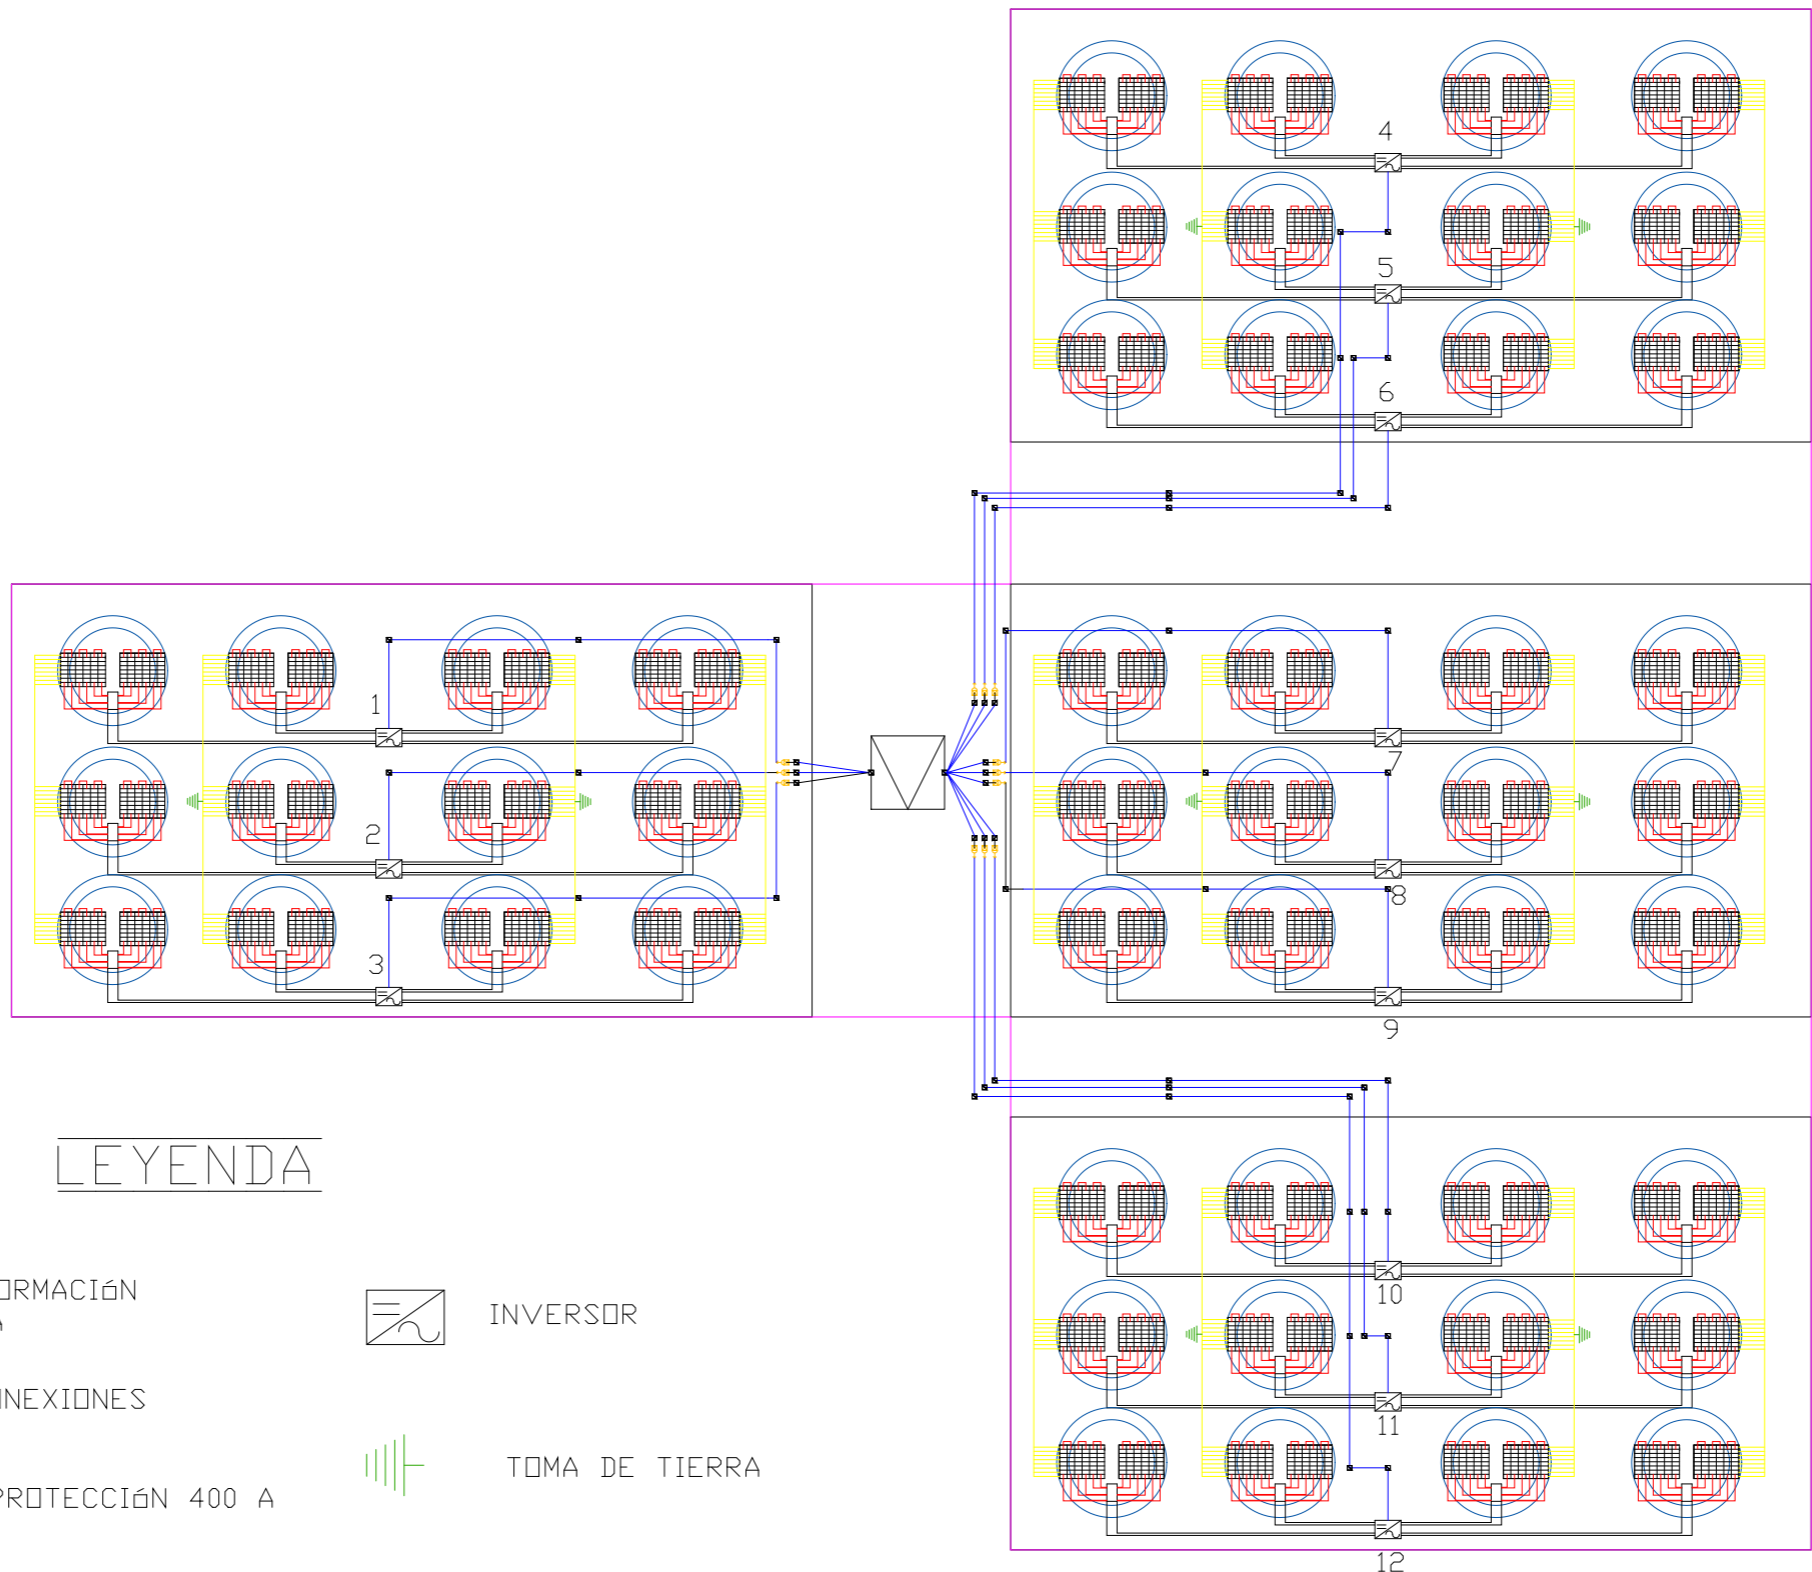 4
5
6
1
2
3
7
8
9
LEYENDA
ORMACIóN
A
INVERSOR
NEXIONES
TOMA DE TIERRA
PROTECCIóN 400 A
10
11
12